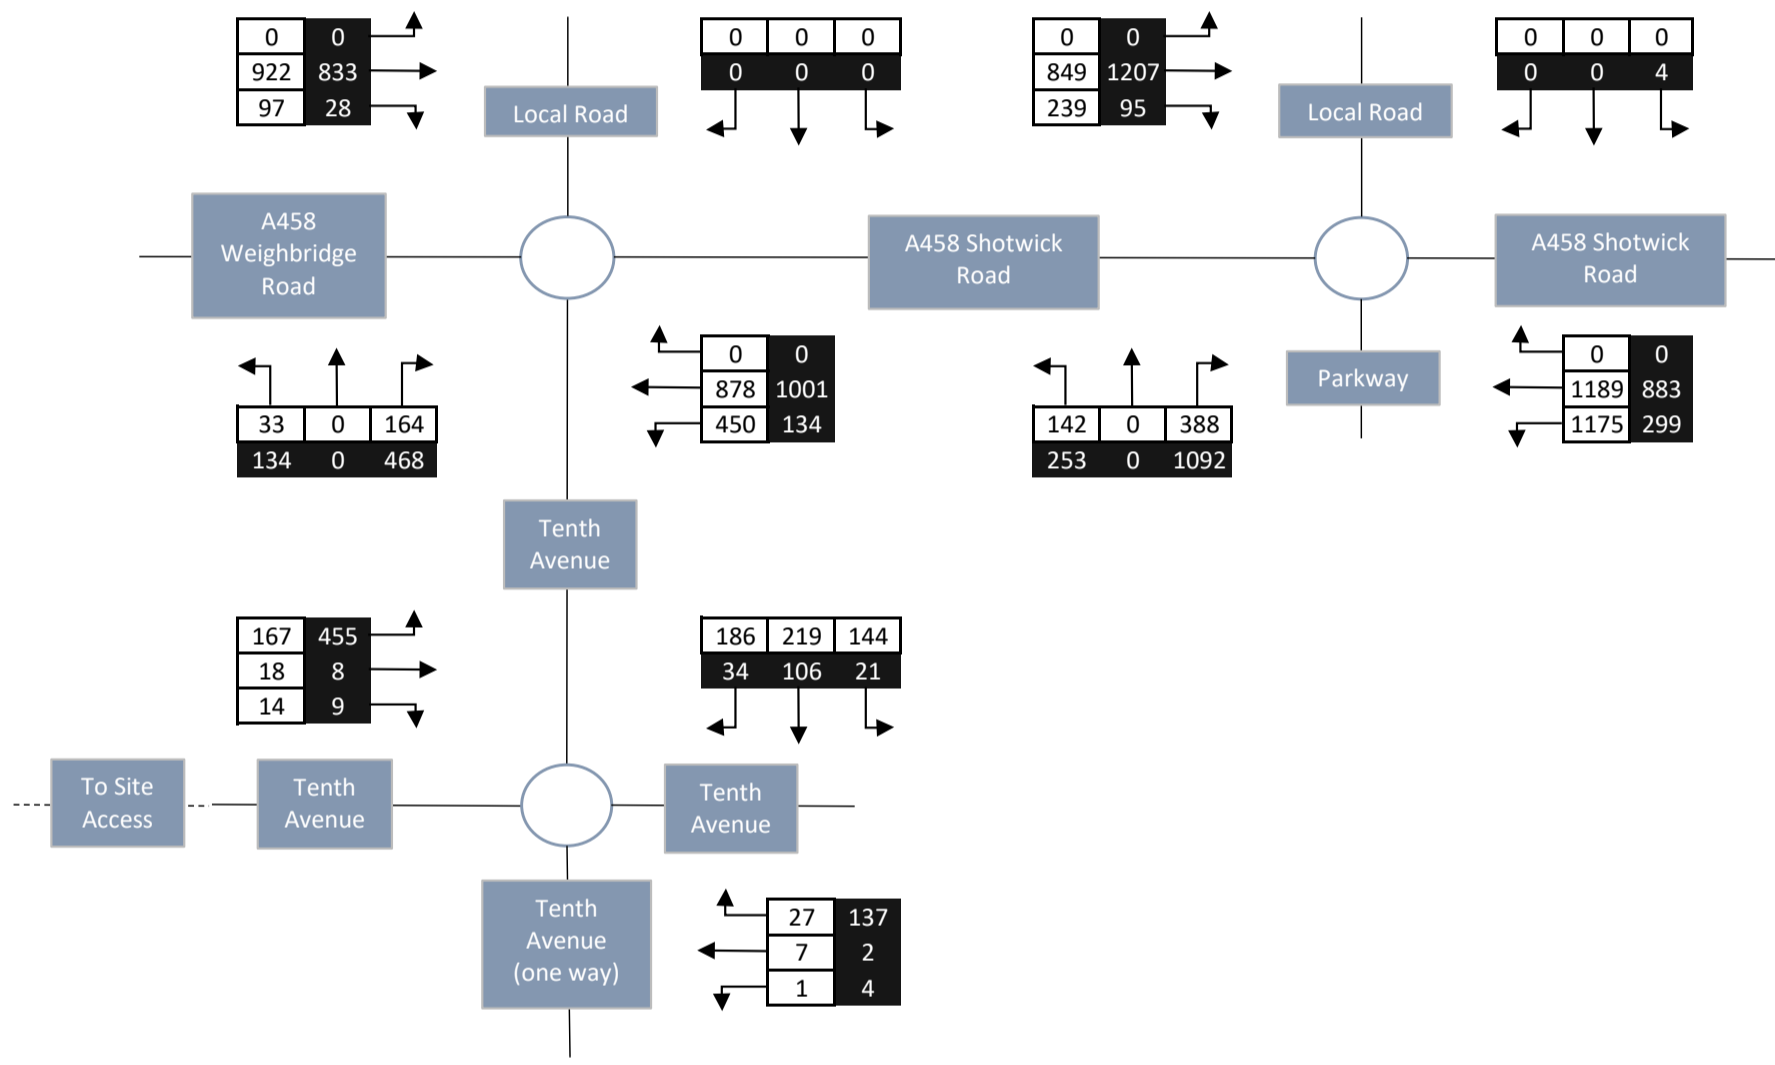 0 0
922 833
97 28
0 0 0
0 0 0
0 0
849 1207
239 95
0 0 0
0 0 4
Local Road
Local Road
A458
Weighbridge
Road
A458 Shotwick
Road
A458 Shotwick
Road
33 0 164
134 0 468
0 0
878 1001
450 134
142 0 388
253 0 1092
Parkway
0 0
1189 883
1175 299
Tenth
Avenue
167 455
18 8
14 9
186 219 144
34 106 21
To Site
Access
Tenth
Avenue
Tenth
Avenue
Tenth
Avenue
(one way)
27 137
7 2
1 4